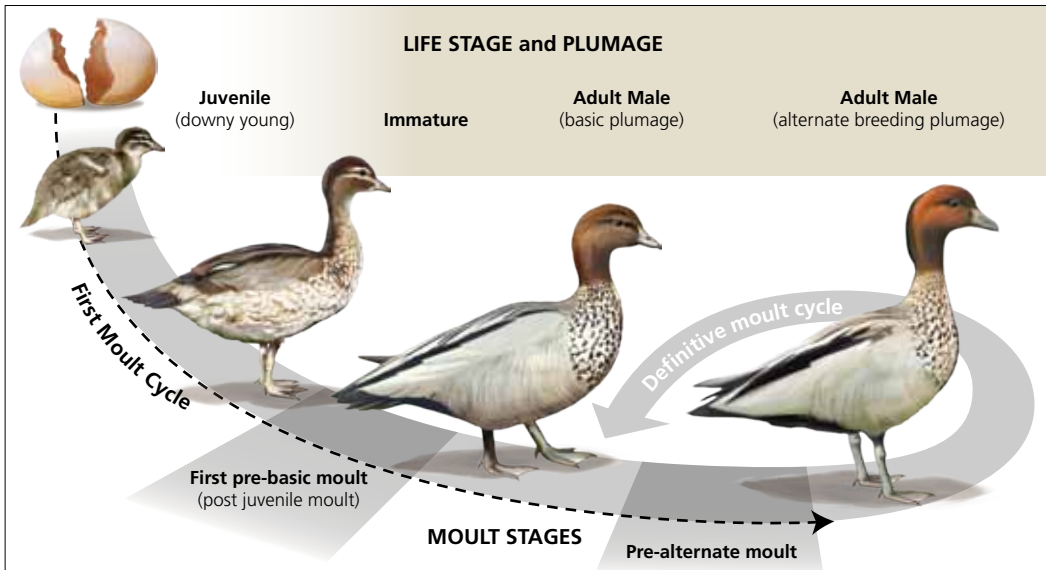 LIFE STAGE and PLUMAGE
Juvenile
(downy young)
Immature
Adult Male
(basic plumage)
Adult Male
(alternate breeding plumage)
First Moult Cycle
Definitive moult cycle
First pre-basic moult
(post juvenile moult)
MOULT STAGES
Pre-alternate moult